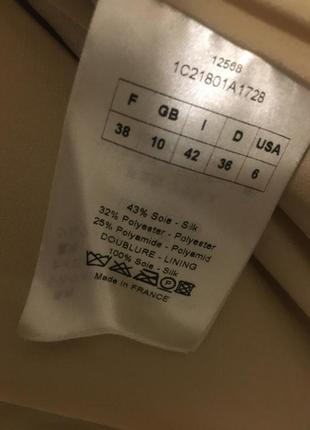 12568
1C21801A1728
F GB I D USA
38 10 42 36 6
43% Soie - Silk
32% Polyester - Polyester
25% Polyamide - Polyamid
DOUBLURE - LINING
100% Soie - Silk
Made in FRANCE